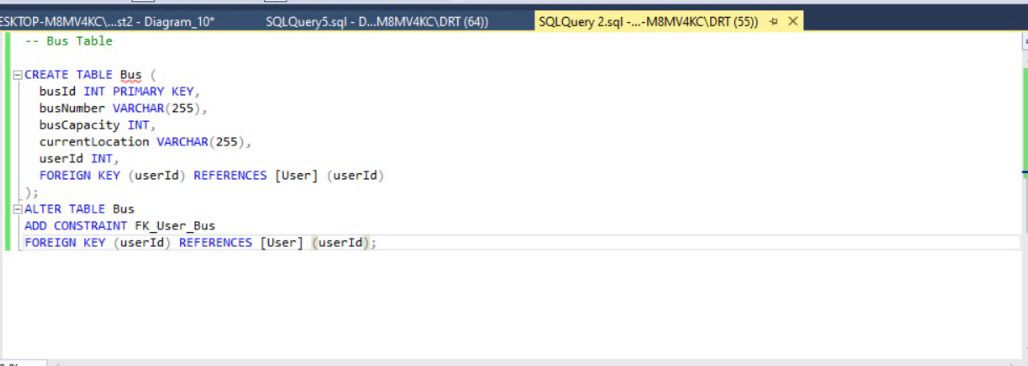 ESKTOP-M8MV4KC\...st2 - Diagram_10*
SQLQuery5.sql - D...M8MV4KC\DRT (64))
SQLQuery 2.sql -...-M8MV4KC\DRT (55))
-- Bus Table
CREATE TABLE Bus (
busId INT PRIMARY KEY,
busNumber VARCHAR(255),
busCapacity INT,
currentLocation VARCHAR(255),
userId INT,
FOREIGN KEY (userId) REFERENCES [User] (userId)
);
ALTER TABLE Bus
ADD CONSTRAINT FK_User_Bus
FOREIGN KEY (userId) REFERENCES [User] (userId);